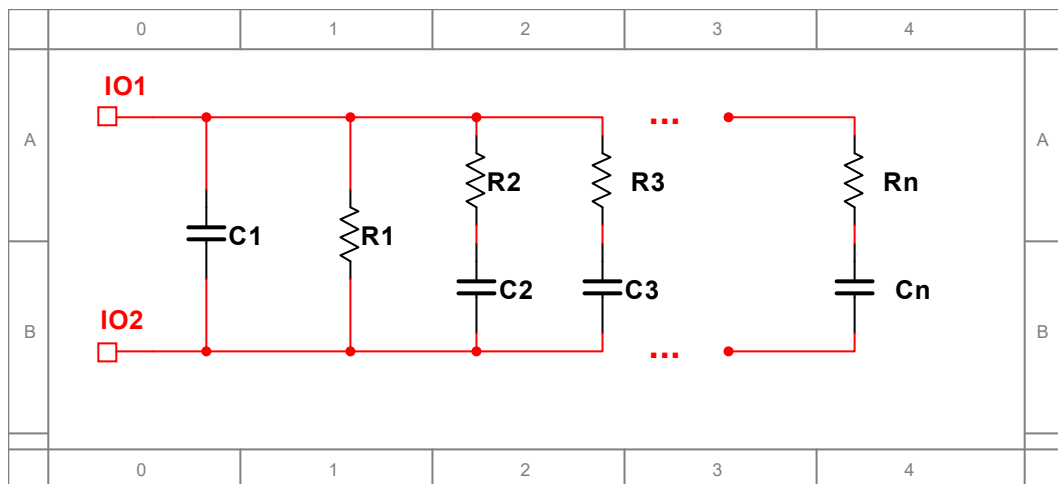 0 1 2 3 4
IO1
... 
A A
R2 R3 Rn
C1 R1
C2 C3 Cn
IO2
B B
...
0 1 2 3 4